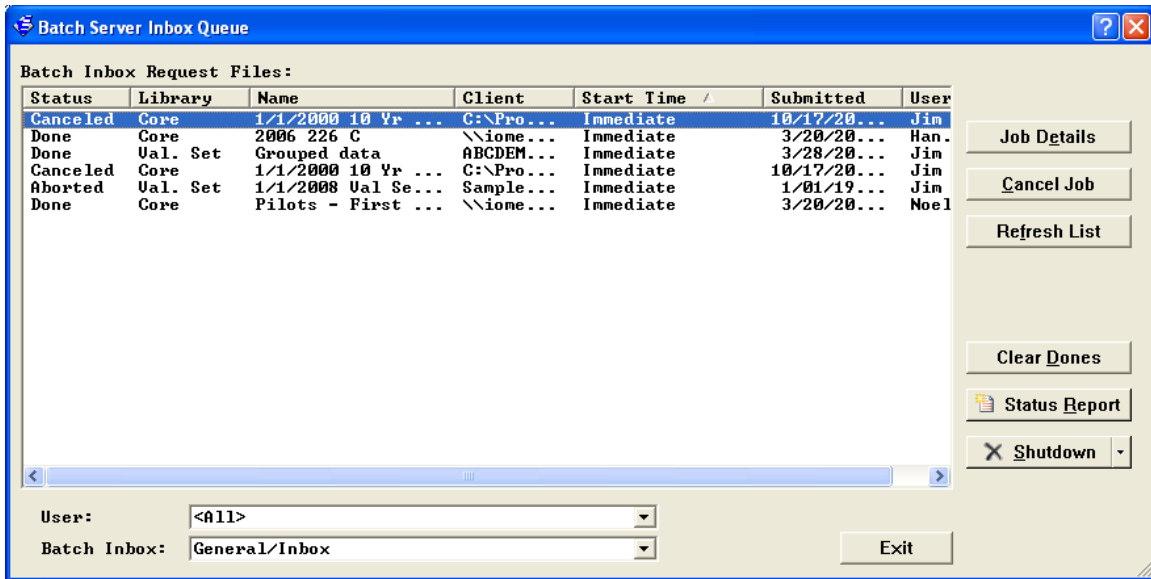 Batch Server Inbox Queue
Batch Inbox Request Files:
Status Library Name Client Start Time Submitted User
Canceled Core 1/1/2000 10 Yr ... C:\Pro... Immediate 10/17/20... Jim
Done Core 2006 226 C \\iome... Immediate 3/20/20... Han.
Done Val. Set Grouped data ABCDEM... Immediate 3/28/20... Jim
Canceled Core 1/1/2000 10 Yr ... C:\Pro... Immediate 10/17/20... Jim
Aborted Val. Set 1/1/2008 Val Se... Sample... Immediate 1/01/19... Jim
Done Core Pilots - First ... \\iome... Immediate 3/20/20... Noel
Job Details
Cancel Job
Refresh List
Clear Dones
Status Report
Shutdown
User: <All>
Batch Inbox: General/Inbox
Exit